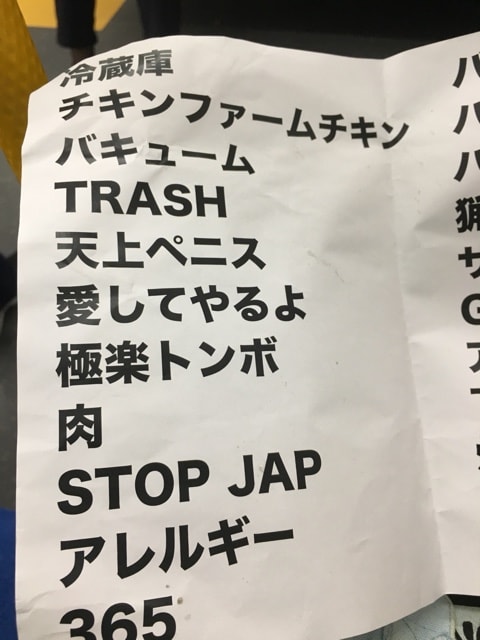 冷蔵庫
チキンファームチキン
バキューム
TRASH
天上ペニス
愛してやるよ
極楽トンボ
肉
STOP JAP
アレルギー
365